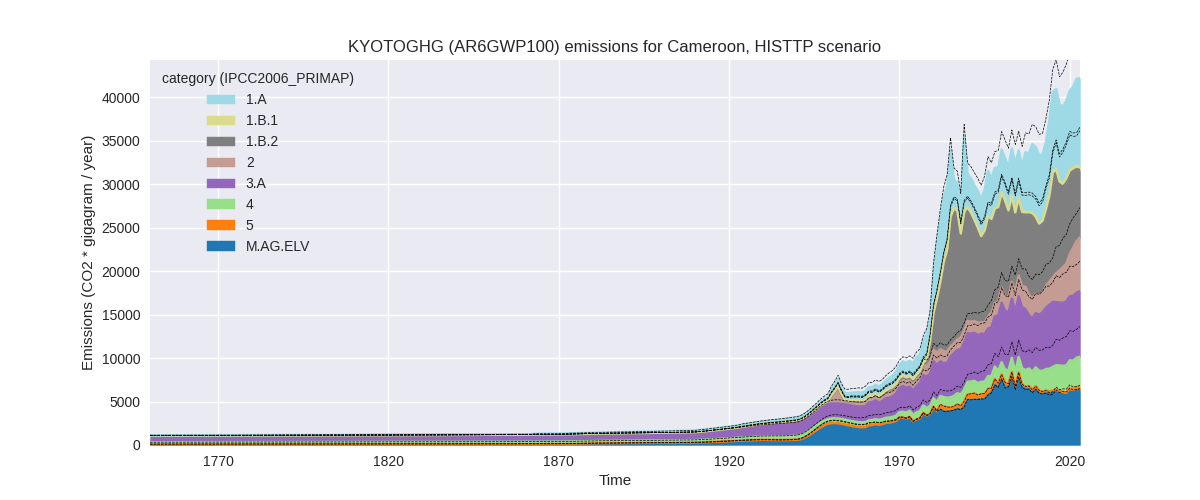 KYOTOGHG (AR6GWP100) emissions for Cameroon, HISTTP scenario
Emissions (CO2 * gigagram / year)
category (IPCC2006_PRIMAP)
1.A
1.B.1
1.B.2
2
3.A
4
5
M.AG.ELV
40000
35000
30000
25000
20000
15000
10000
5000
0
1770
1820
1870
1920
1970
2020
Time